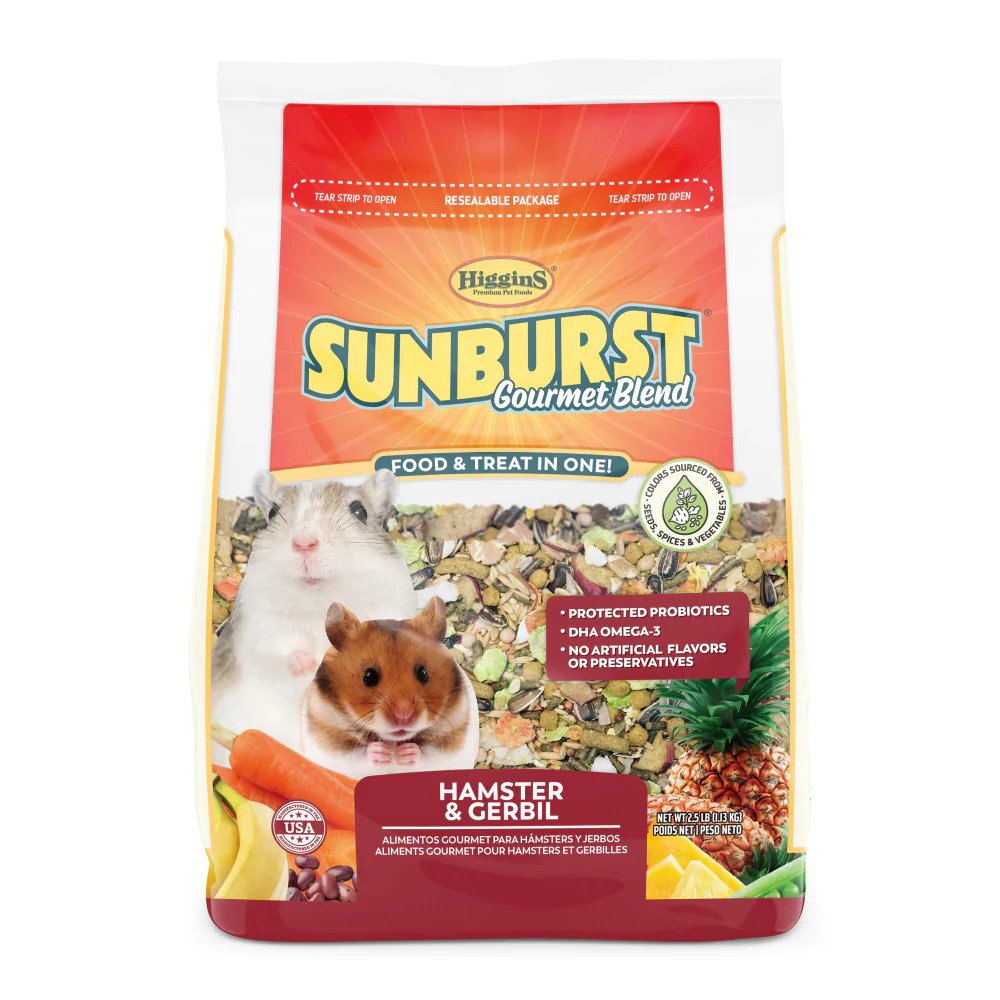 TEAR STRIP TO OPEN
RESEALABLE PACKAGE
TEAR STRIP TO OPEN
HigginS®
Premium Pet Foods
SUNBURST®
Gourmet Blend
FOOD & TREAT IN ONE!
COLORS SOURCED FROM
SEEDS, SPICES & VEGETABLES
• PROTECTED PROBIOTICS
• DHA OMEGA-3
• NO ARTIFICIAL FLAVORS
OR PRESERVATIVES
HAMSTER
& GERBIL
ALIMENTOS GOURMET PARA HÁMSTERS Y JERBOS
ALIMENTS GOURMET POUR HAMSTERS ET GERBILLES
MANUFACTURED IN THE
USA
NET WT 2.5 LB (1.13 KG)
POIDS NET | PESO NETO